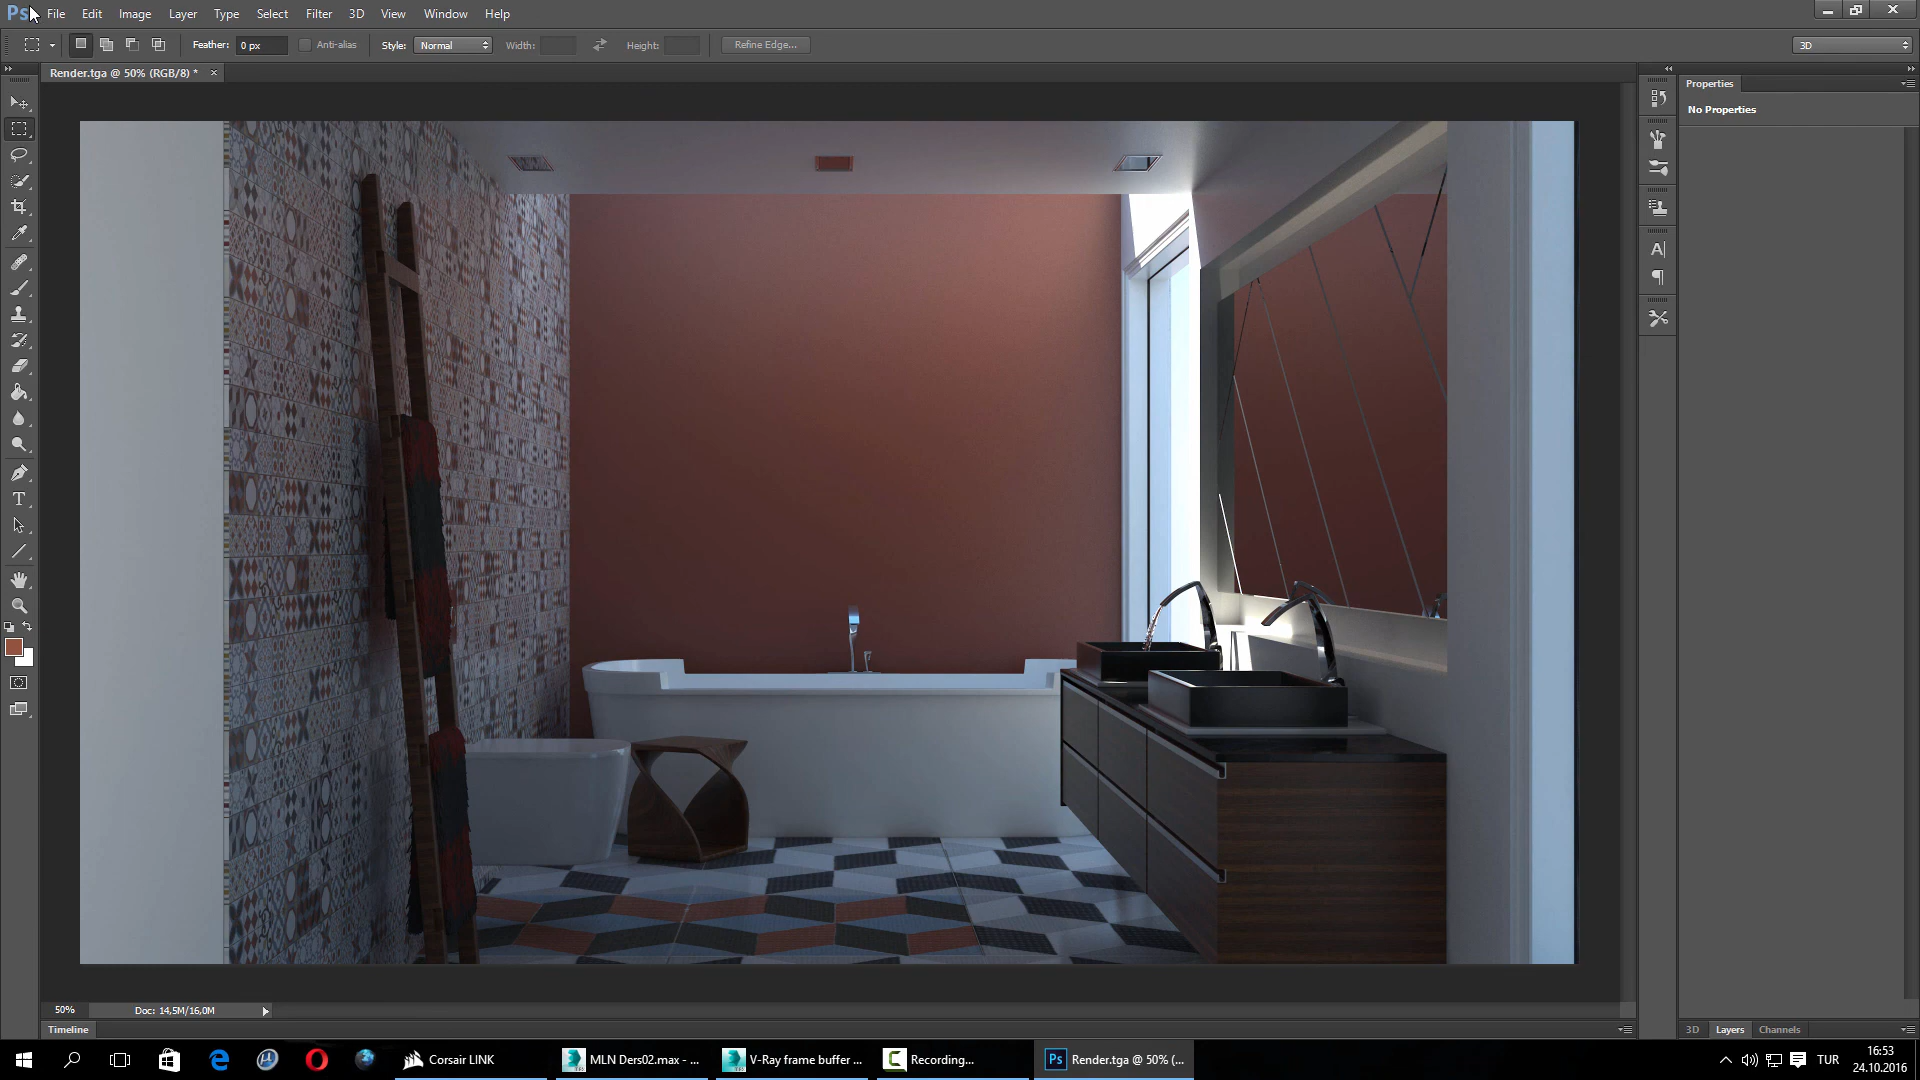 Ps File Edit Image Layer Type Select Filter 3D View Window Help
Feather: 0 px Anti-alias Style: Normal Width: Height: Refine Edge... 3D
Render.tga @ 50% (RGB/8) *
Properties
No Properties
50% Doc: 14,5M/16,0M
Timeline 3D Layers Channels
Corsair LINK MLN Ders02.max - ... V-Ray frame buffer ... Recording... Ps Render.tga @ 50% (... TUR 16:53
24.10.2016